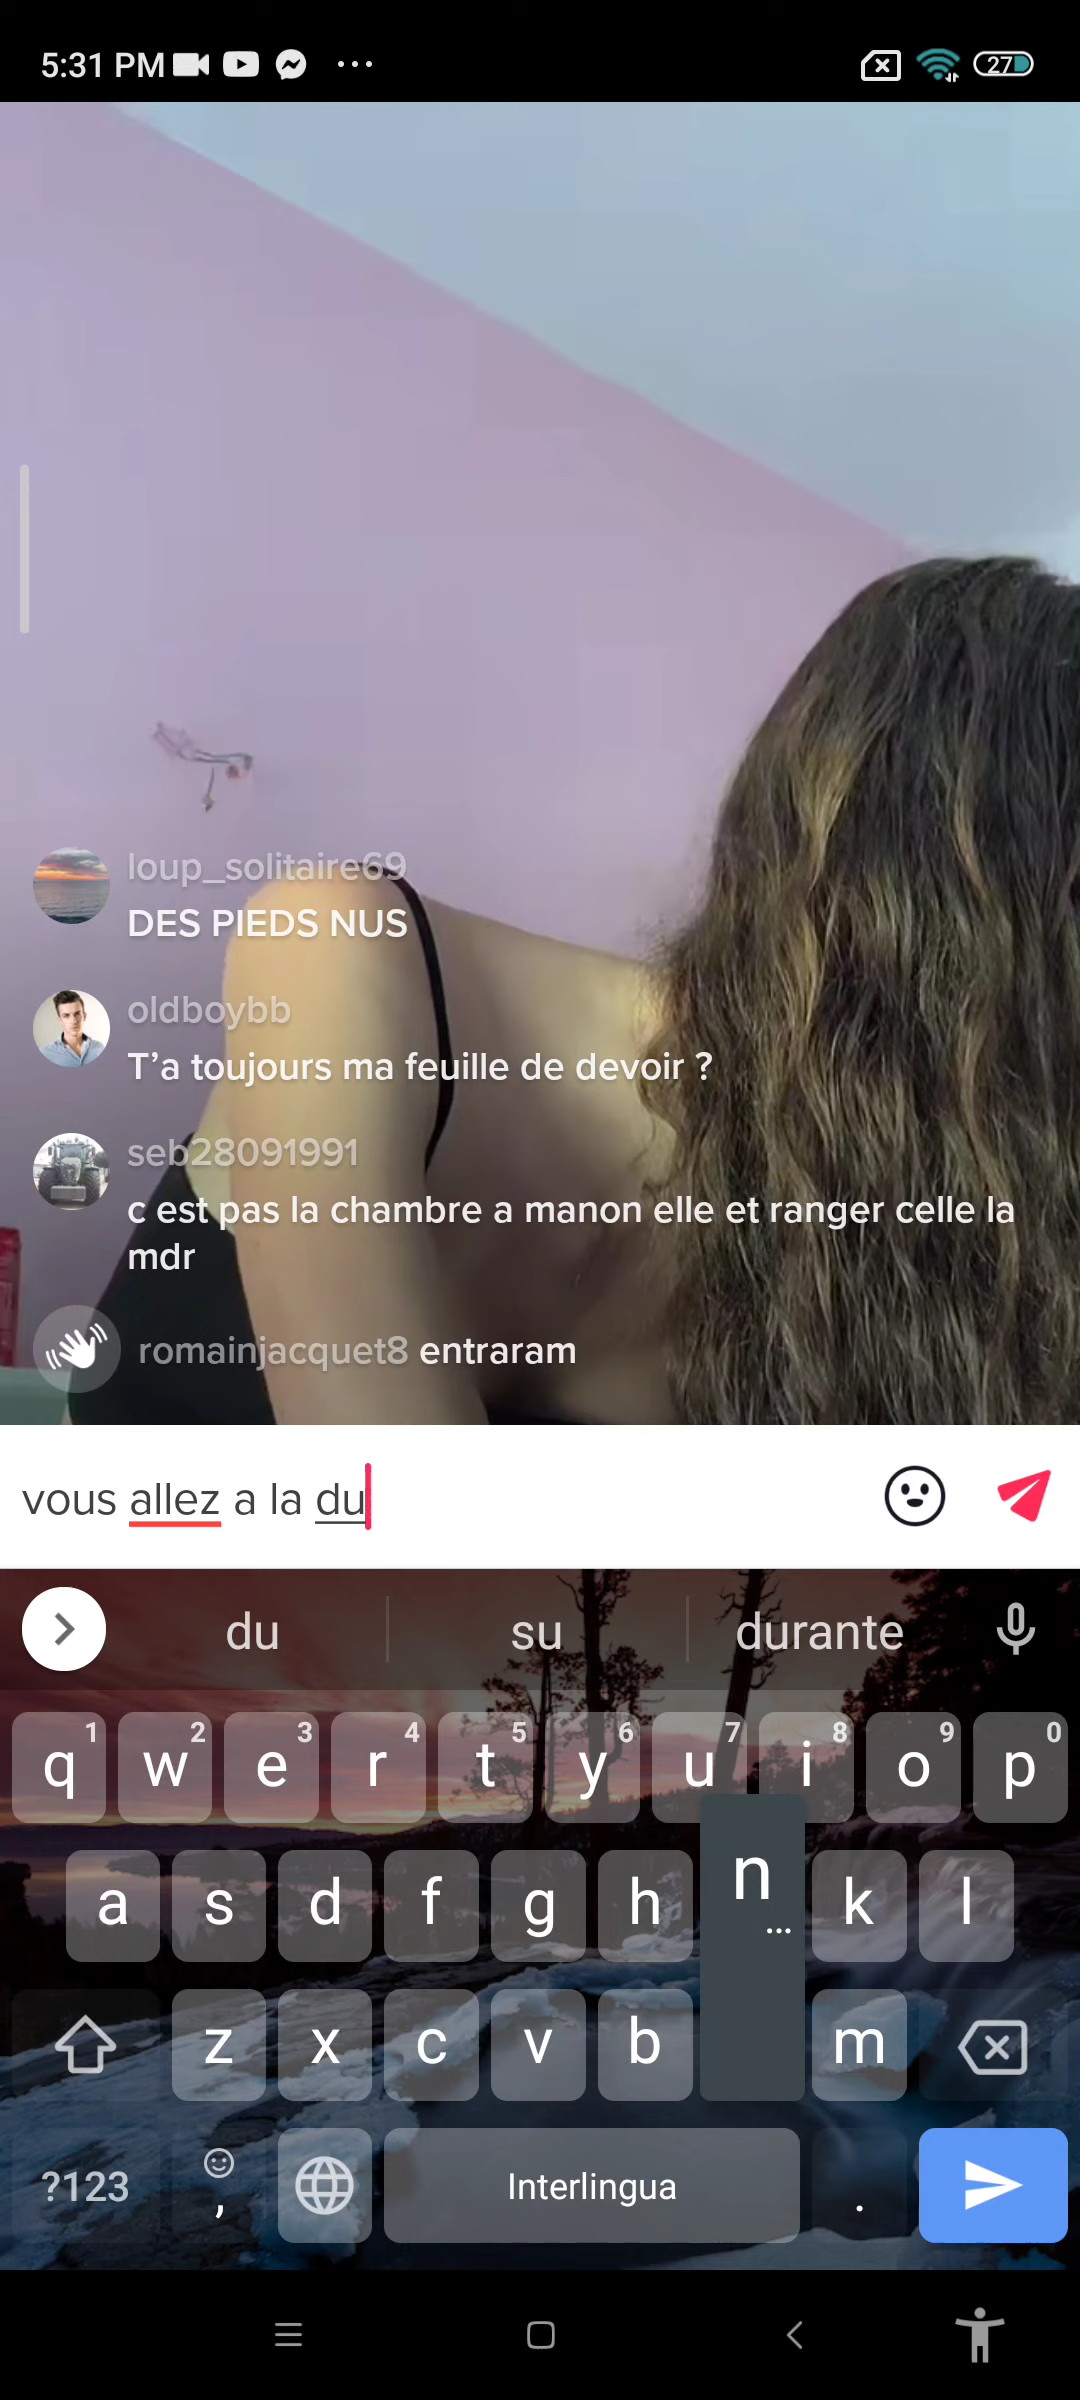 5:31 PM
27
loup_solitaire69
DES PIEDS NUS
oldboybb
T’a toujours ma feuille de devoir ?
seb28091991
c est pas la chambre a manon elle et ranger celle la
mdr
romainjacquet8 entraram
vous allez a la du
du su durante
1 2 3 4 5 6 7 8 9 0
q w e r t y u i o p
a s d f g h n k l
...
z x c v b m
?123 , Interlingua .